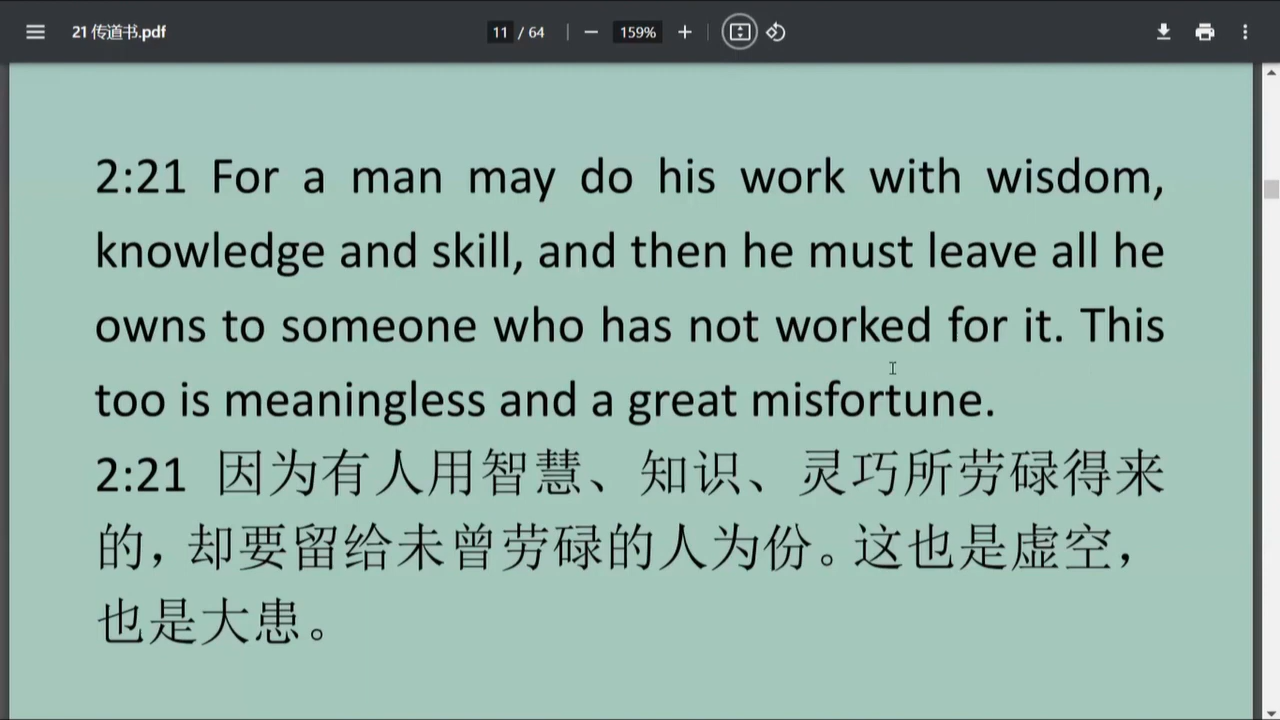 21 传道书.pdf
11 / 64
159%
2:21 For a man may do his work with wisdom,
knowledge and skill, and then he must leave all he
owns to someone who has not worked for it. This
too is meaningless and a great misfortune.
2:21 因为有人用智慧、知识、灵巧所劳碌得来
的，却要留给未曾劳碌的人为份。这也是虚空，
也是大患。